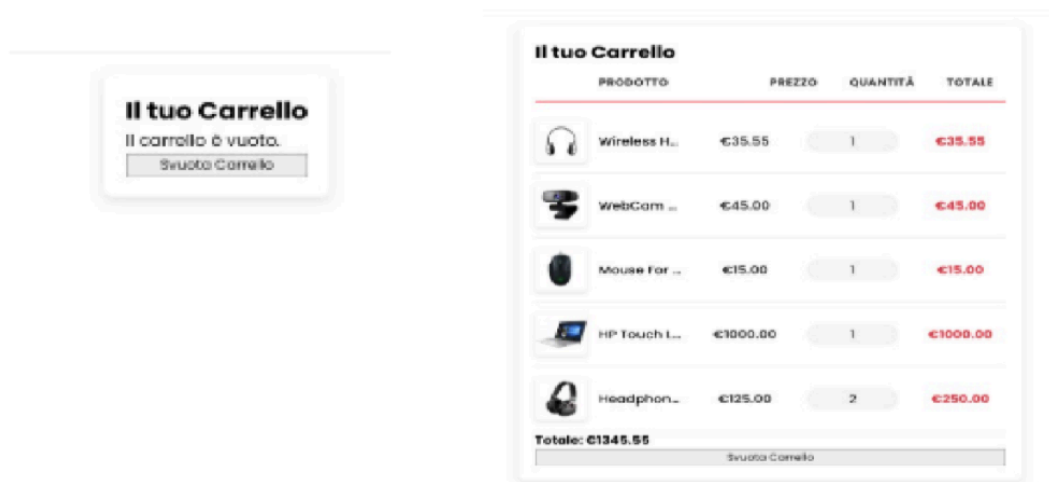 Il tuo Carrello
Il carrello è vuoto.
Svuota Carrello
Il tuo Carrello
PRODOTTO PREZZO QUANTITÀ TOTALE
Wireless H... €35.55 1 €35.55
WebCam ... €45.00 1 €45.00
Mouse For ... €15.00 1 €15.00
HP Touch L... €1000.00 1 €1000.00
Headphon... €125.00 2 €250.00
Totale: €1345.55
Svuota Carrello